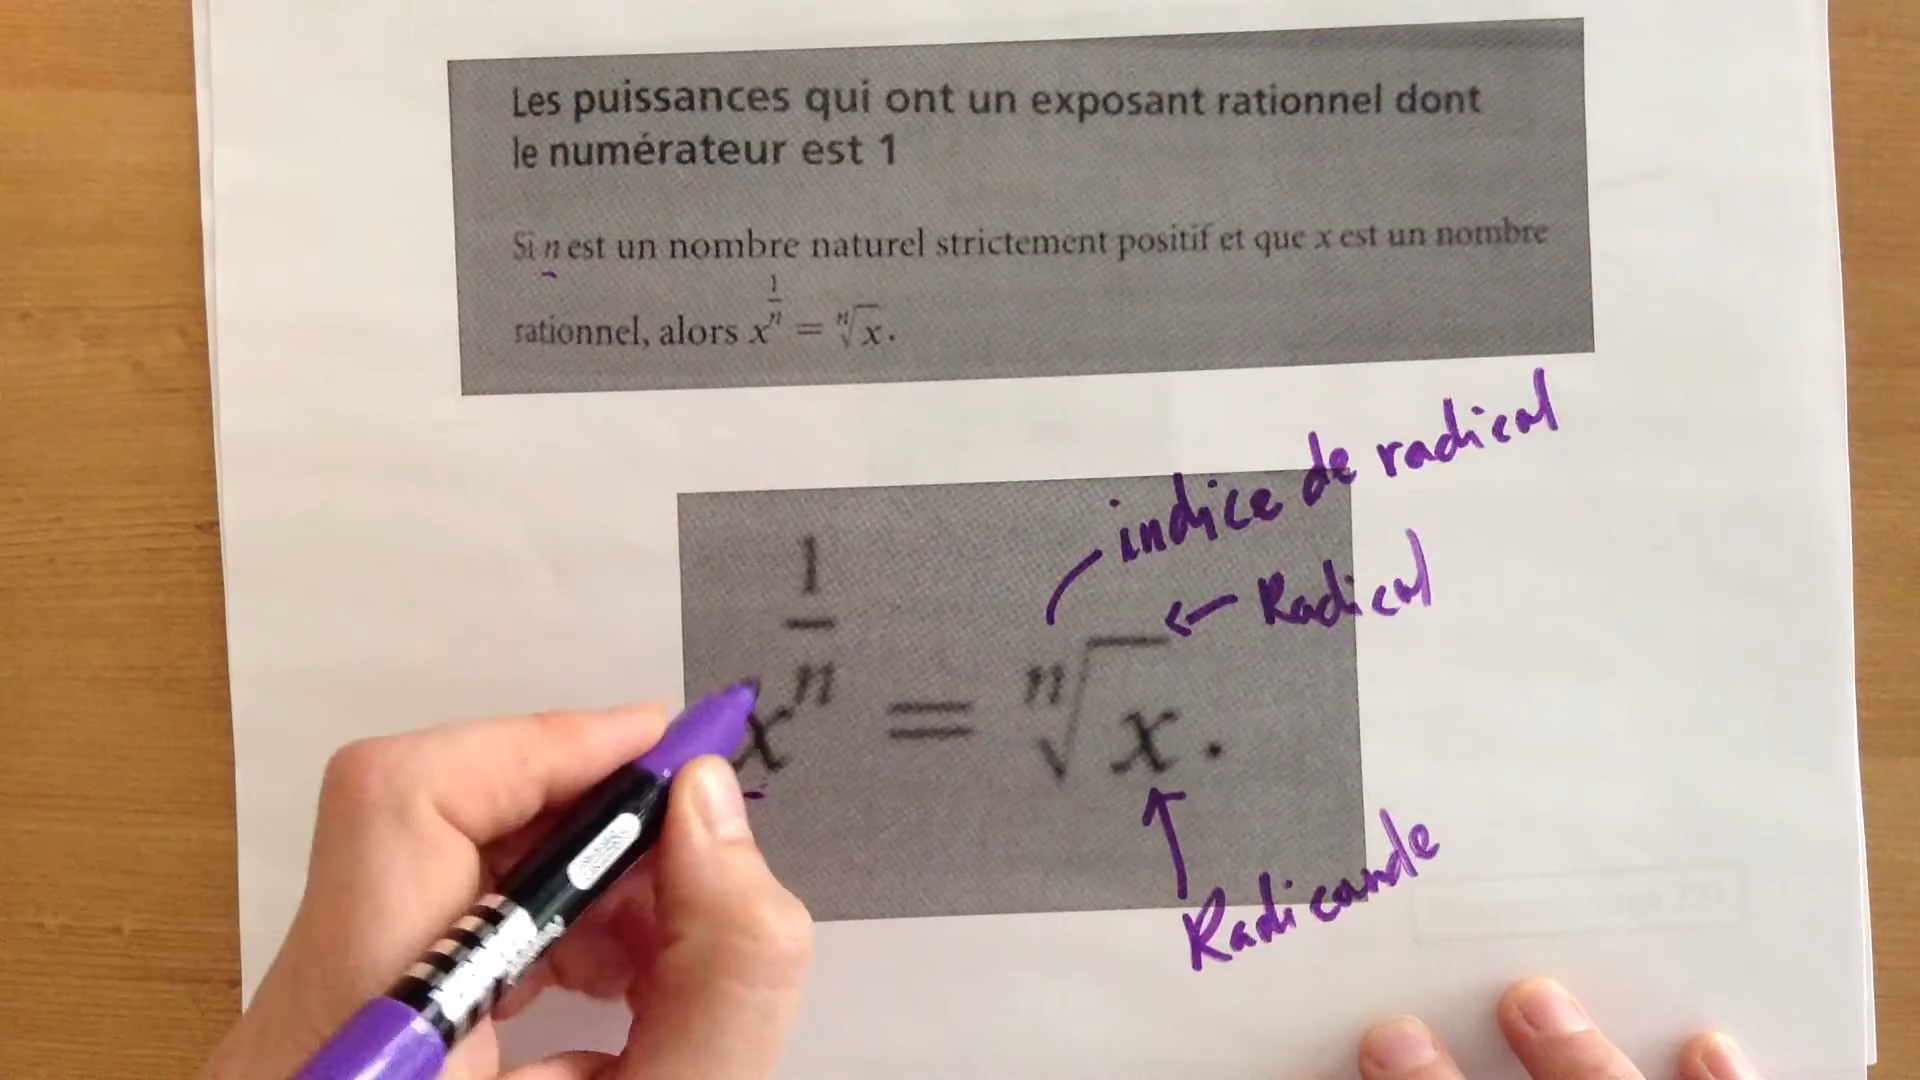 Les puissances qui ont un exposant rationnel dont
le numérateur est 1
Si n est un nombre naturel strictement positif et que x est un nombre
rationnel, alors x^{1/n} = ⁿ√x.
indice de radical
← Radical
x^{1/n} = ⁿ√x.
Radicande